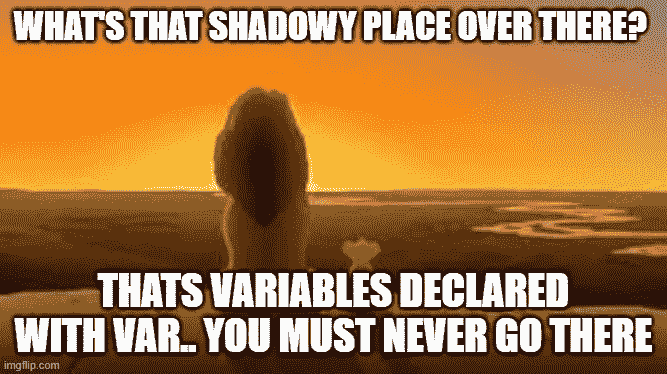 WHAT'S THAT SHADOWY PLACE OVER THERE?
THATS VARIABLES DECLARED
WITH VAR.. YOU MUST NEVER GO THERE
imgflip.com